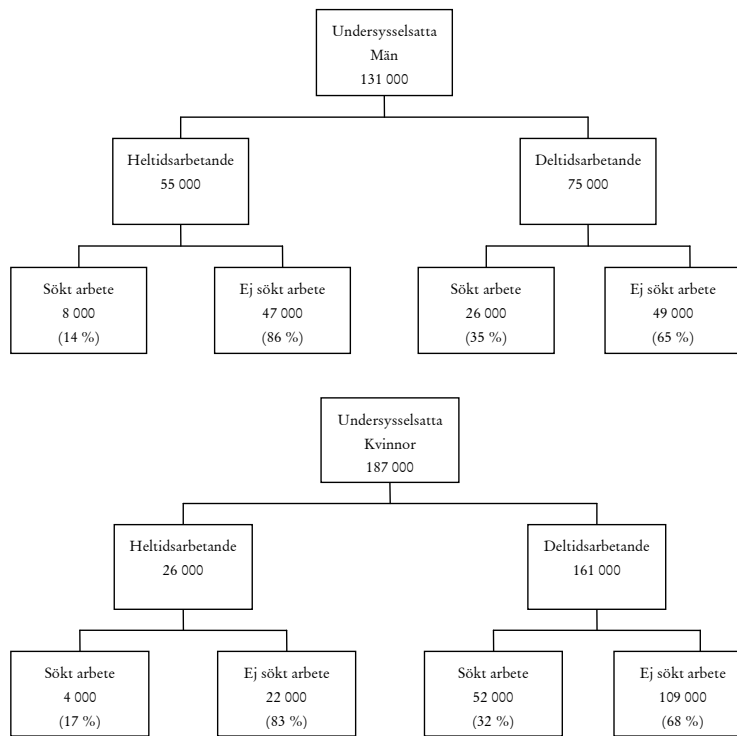 Undersysselsatta
Män
131 000
Heltidsarbetande
55 000
Deltidsarbetande
75 000
Sökt arbete
8 000
(14 %)
Ej sökt arbete
47 000
(86 %)
Sökt arbete
26 000
(35 %)
Ej sökt arbete
49 000
(65 %)
Undersysselsatta
Kvinnor
187 000
Heltidsarbetande
26 000
Deltidsarbetande
161 000
Sökt arbete
4 000
(17 %)
Ej sökt arbete
22 000
(83 %)
Sökt arbete
52 000
(32 %)
Ej sökt arbete
109 000
(68 %)